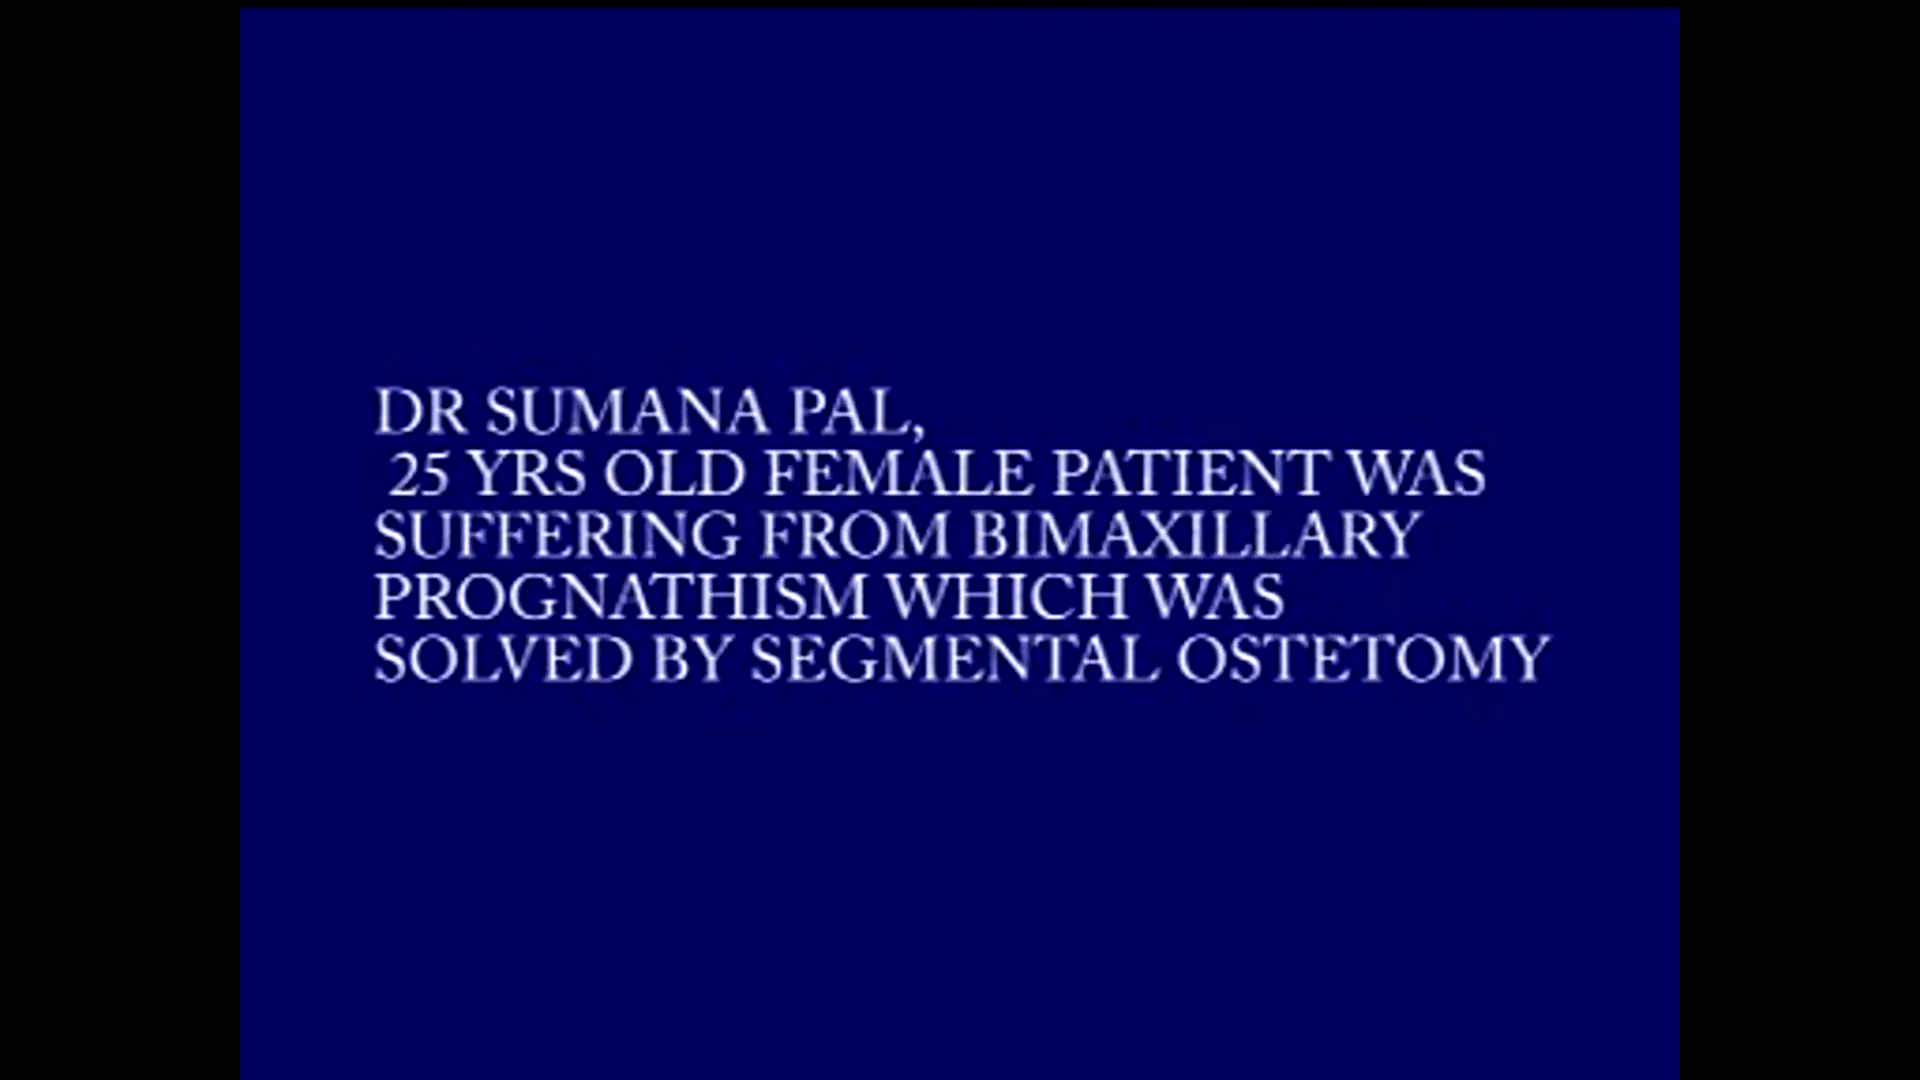 DR SUMANA PAL,
25 YRS OLD FEMALE PATIENT WAS
SUFFERING FROM BIMAXILLARY
PROGNATHISM WHICH WAS
SOLVED BY SEGMENTAL OSTETOMY